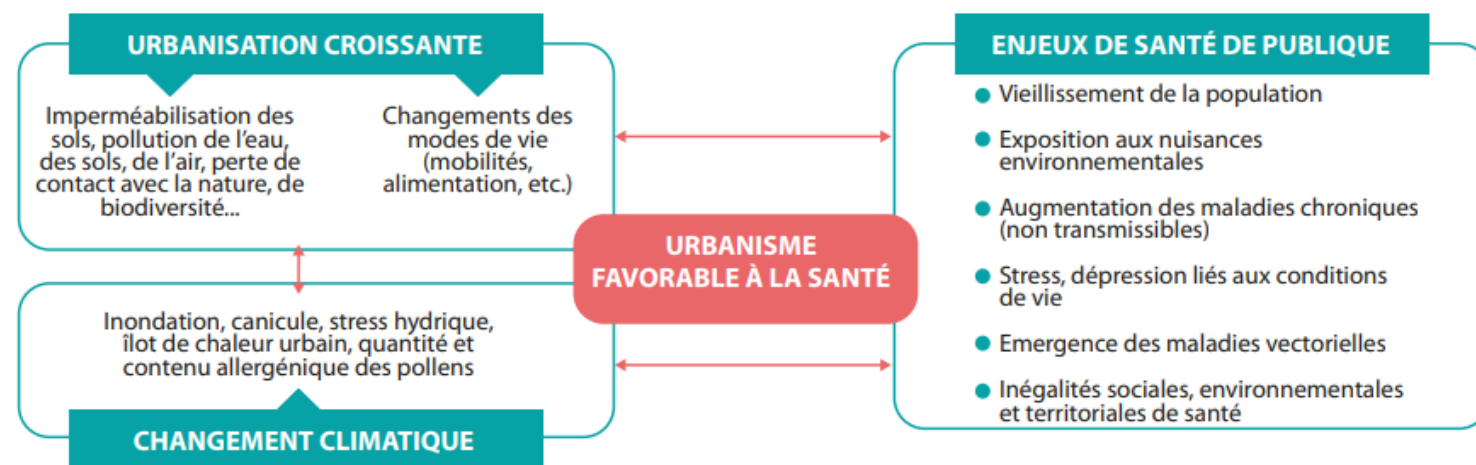 URBANISATION CROISSANTE
Imperméabilisation des
sols, pollution de l'eau,
des sols, de l'air, perte de
contact avec la nature, de
biodiversité...
Changements des
modes de vie
(mobilités,
alimentation, etc.)
URBANISME
FAVORABLE À LA SANTÉ
Inondation, canicule, stress hydrique,
îlot de chaleur urbain, quantité et
contenu allergénique des pollens
CHANGEMENT CLIMATIQUE
ENJEUX DE SANTÉ DE PUBLIQUE
Vieillissement de la population
Exposition aux nuisances
environnementales
Augmentation des maladies chroniques
(non transmissibles)
Stress, dépression liés aux conditions
de vie
Emergence des maladies vectorielles
Inégalités sociales, environnementales
et territoriales de santé